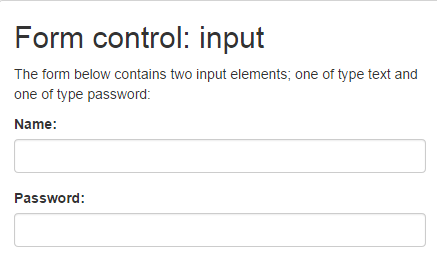 Form control: input
The form below contains two input elements; one of type text and
one of type password:
Name:
Password: